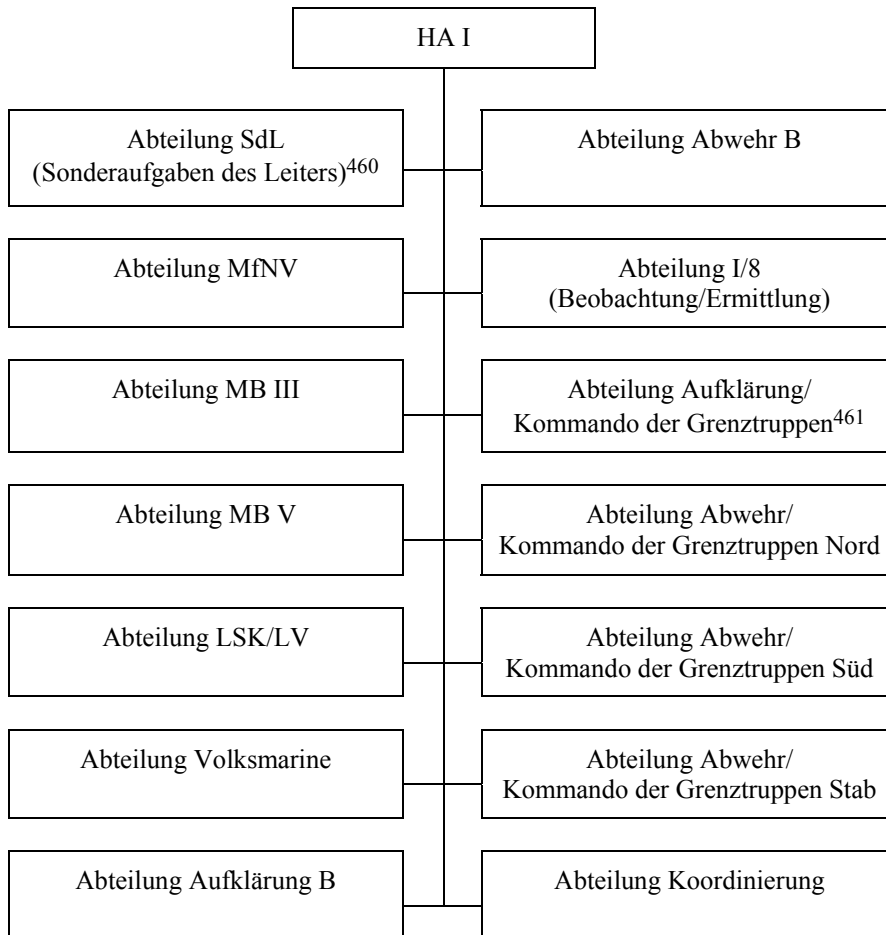 HA I
Abteilung SdL
(Sonderaufgaben des Leiters)460
Abteilung Abwehr B
Abteilung MfNV
Abteilung I/8
(Beobachtung/Ermittlung)
Abteilung MB III
Abteilung Aufklärung/
Kommando der Grenztruppen461
Abteilung MB V
Abteilung Abwehr/
Kommando der Grenztruppen Nord
Abteilung LSK/LV
Abteilung Abwehr/
Kommando der Grenztruppen Süd
Abteilung Volksmarine
Abteilung Abwehr/
Kommando der Grenztruppen Stab
Abteilung Aufklärung B
Abteilung Koordinierung